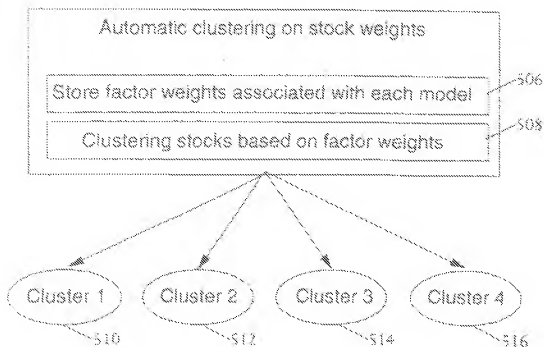 Automatic clustering on stock weights
Store factor weights associated with each model
506
Clustering stocks based on factor weights
508
Cluster 1
Cluster 2
Cluster 3
Cluster 4
510
512
514
516